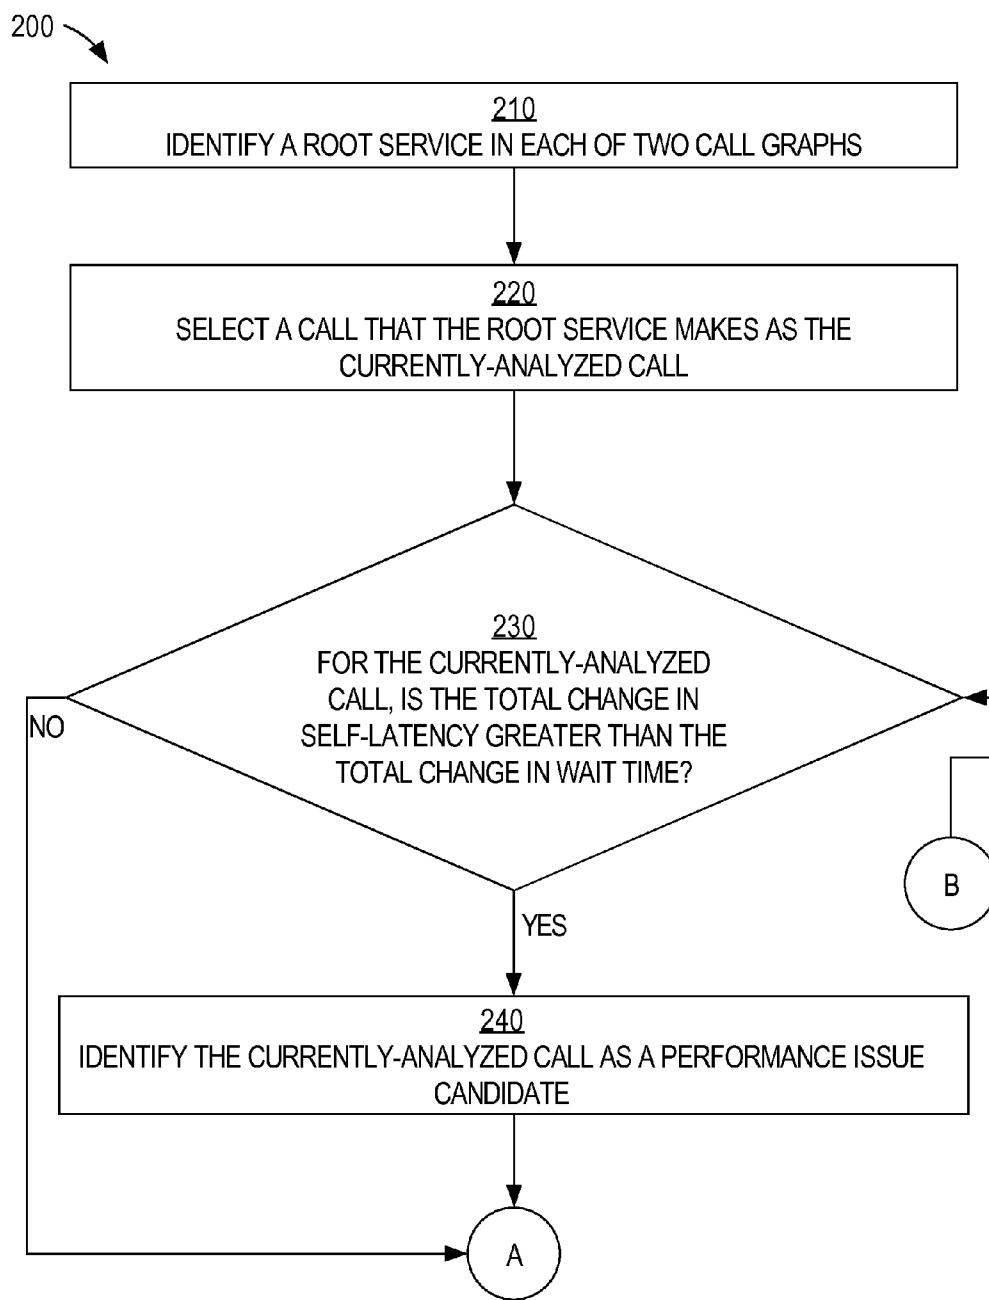 200
210
IDENTIFY A ROOT SERVICE IN EACH OF TWO CALL GRAPHS
220
SELECT A CALL THAT THE ROOT SERVICE MAKES AS THE
CURRENTLY-ANALYZED CALL
230
FOR THE CURRENTLY-ANALYZED
CALL, IS THE TOTAL CHANGE IN
SELF-LATENCY GREATER THAN THE
TOTAL CHANGE IN WAIT TIME?
NO
B
YES
240
IDENTIFY THE CURRENTLY-ANALYZED CALL AS A PERFORMANCE ISSUE
CANDIDATE
A